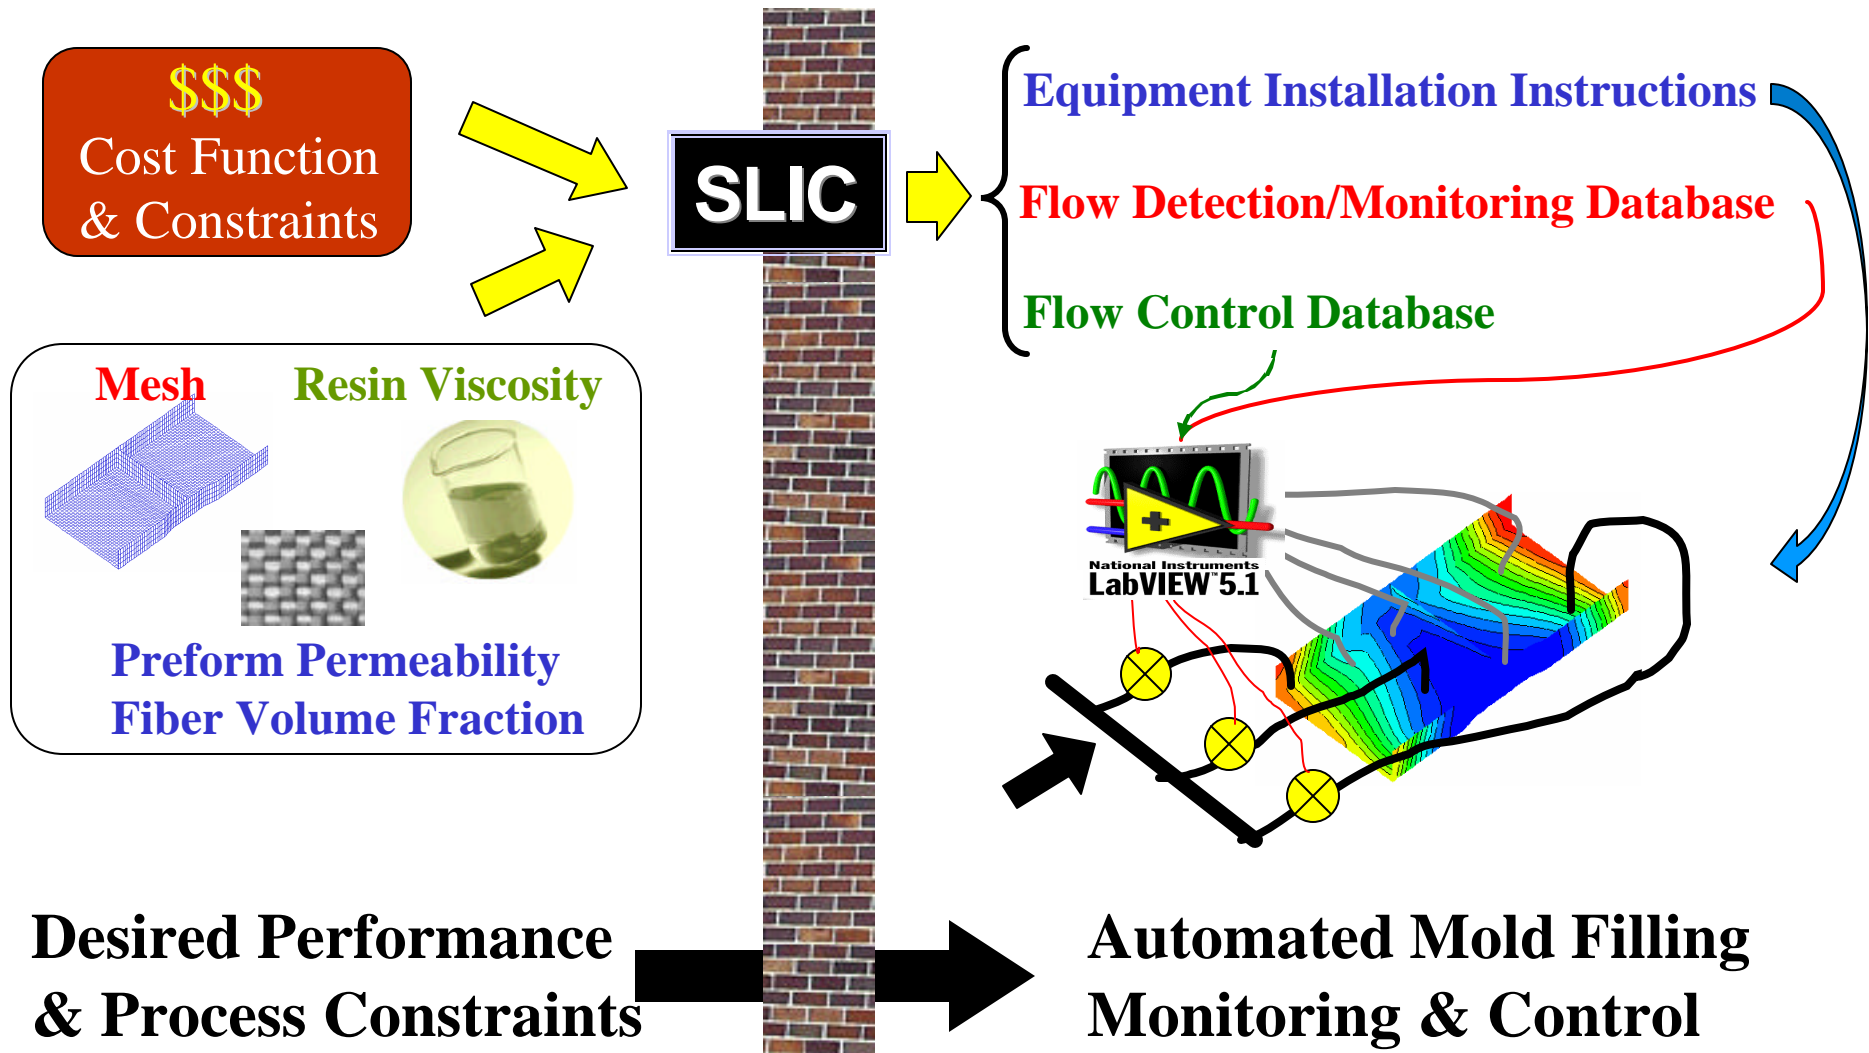 $$$
Cost Function
& Constraints
SLIC
Equipment Installation Instructions
Flow Detection/Monitoring Database
Flow Control Database
Mesh
Resin Viscosity
Preform Permeability
Fiber Volume Fraction
National Instruments
LabVIEW™ 5.1
Desired Performance
& Process Constraints
Automated Mold Filling
Monitoring & Control